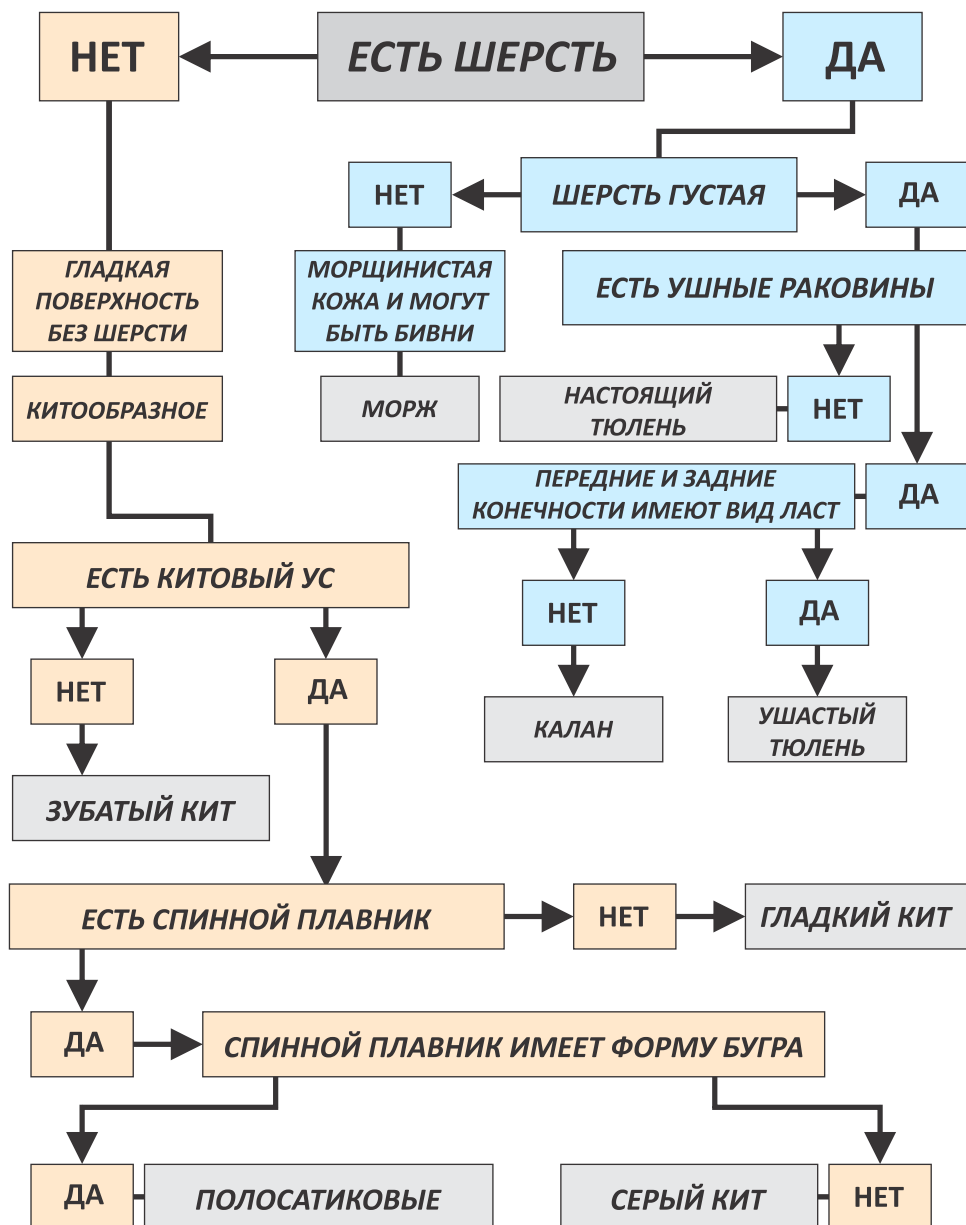 НЕТ
ЕСТЬ ШЕРСТЬ
ДА
НЕТ
ШЕРСТЬ ГУСТАЯ
ДА
ГЛАДКАЯ
ПОВЕРХНОСТЬ
БЕЗ ШЕРСТИ
МОРЩИНИСТАЯ
КОЖА И МОГУТ
БЫТЬ БИВНИ
ЕСТЬ УШНЫЕ РАКОВИНЫ
КИТООБРАЗНОЕ
МОРЖ
НАСТОЯЩИЙ
ТЮЛЕНЬ
НЕТ
ПЕРЕДНИЕ И ЗАДНИЕ
КОНЕЧНОСТИ ИМЕЮТ ВИД ЛАСТ
ДА
ЕСТЬ КИТОВЫЙ УС
НЕТ
ДА
НЕТ
ДА
КАЛАН
УШАСТЫЙ
ТЮЛЕНЬ
ЗУБАТЫЙ КИТ
ЕСТЬ СПИННОЙ ПЛАВНИК
НЕТ
ГЛАДКИЙ КИТ
ДА
СПИННОЙ ПЛАВНИК ИМЕЕТ ФОРМУ БУГРА
ДА
ПОЛОСАТИКОВЫЕ
СЕРЫЙ КИТ
НЕТ